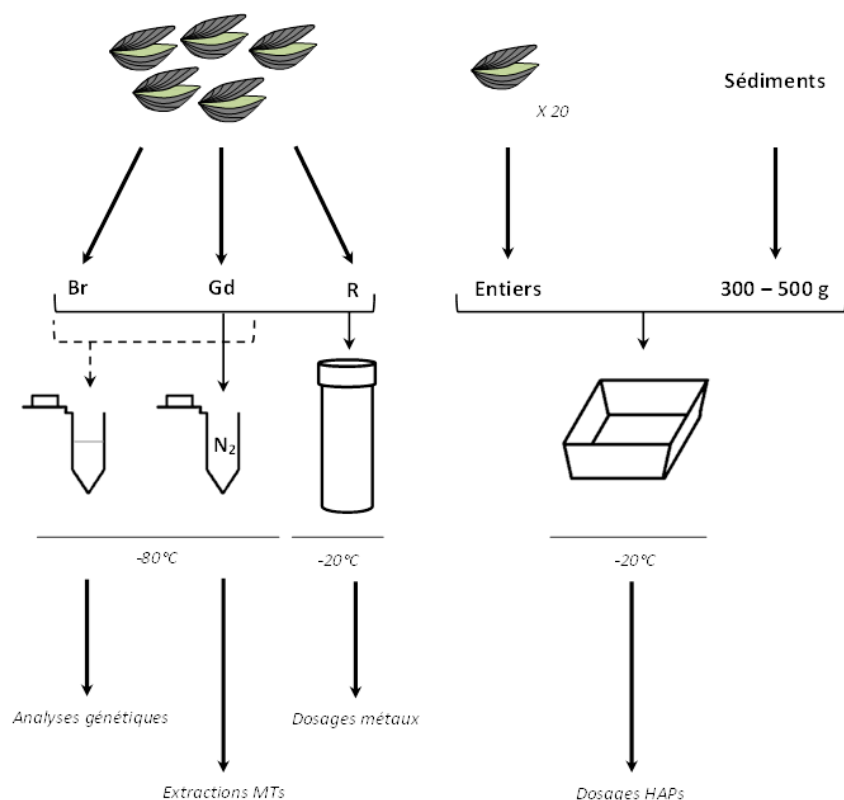 X 20
Sédiments
Br
Gd
R
Entiers
300 – 500 g
N₂
-80°C
-20°C
-20°C
Analyses génétiques
Dosages métaux
Extractions MTs
Dosages HAPs